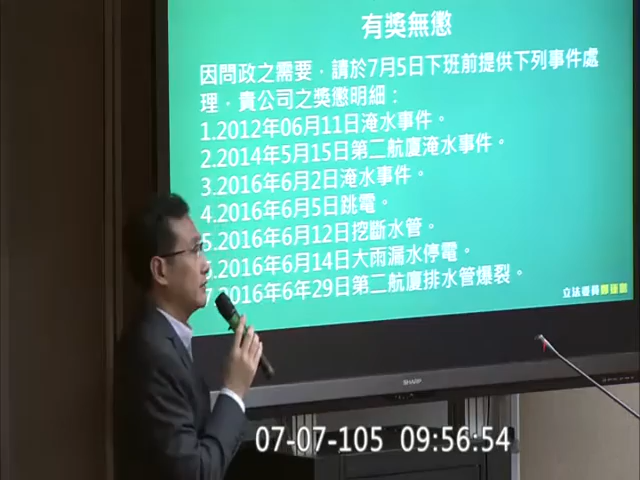 有獎無懲
因問政之需要，請於7月5日下班前提供下列事件處
理，貴公司之獎懲明細：
1.2012年06月11日淹水事件。
2.2014年5月15日第二航廈淹水事件。
3.2016年6月2日淹水事件。
4.2016年6月5日跳電。
5.2016年6月12日挖斷水管。
6.2016年6月14日大雨漏水停電。
7.2016年6年29日第二航廈排水管爆裂。
立法委員
SHARP
07-07-105 09:56:54